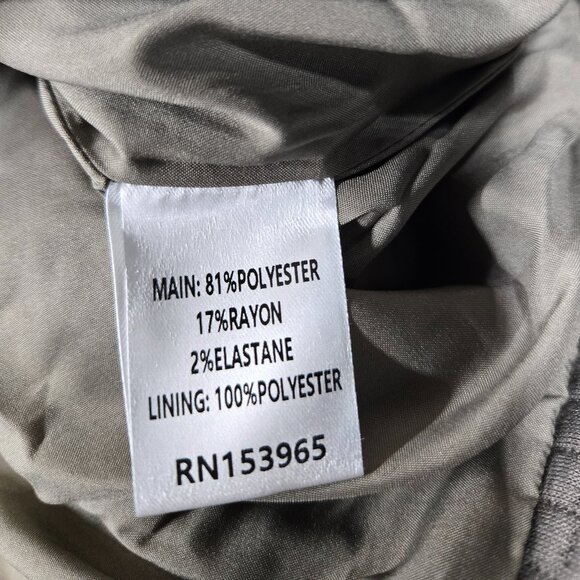 MAIN: 81%POLYESTER
17%RAYON
2%ELASTANE
LINING: 100%POLYESTER
RN153965